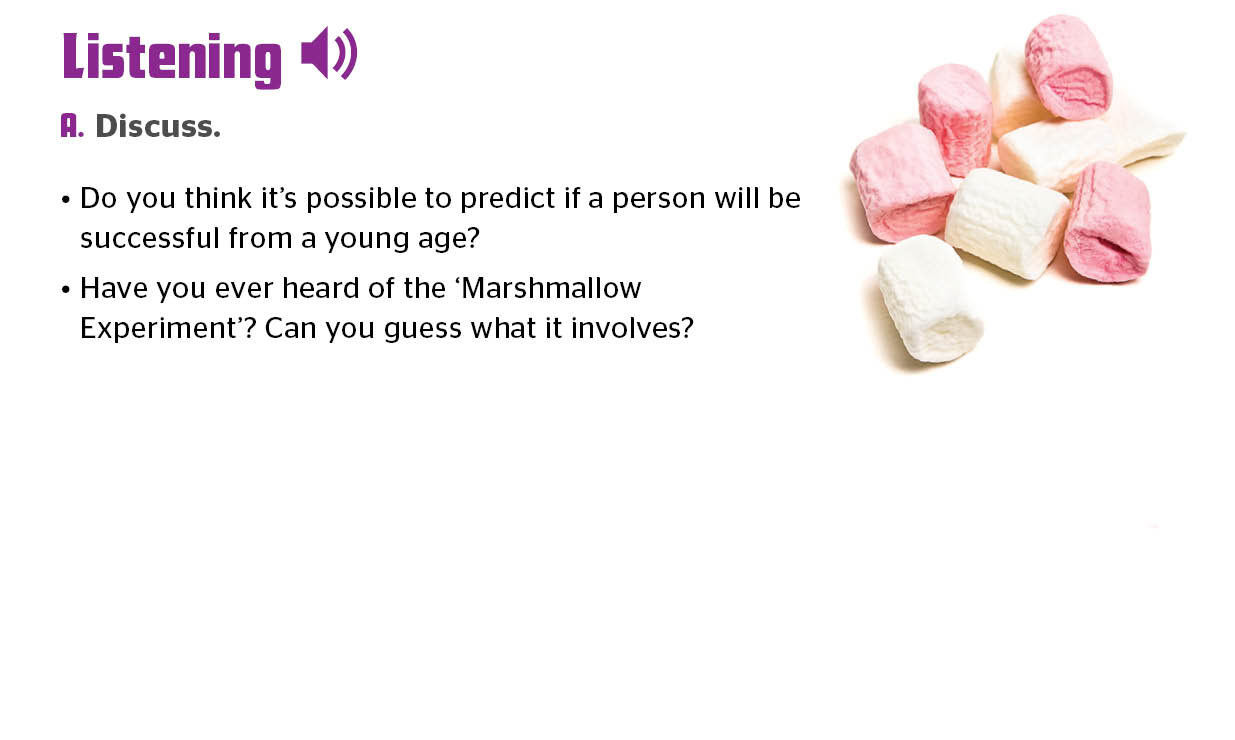 Listening
A. Discuss.
• Do you think it’s possible to predict if a person will be
successful from a young age?
• Have you ever heard of the ‘Marshmallow
Experiment’? Can you guess what it involves?